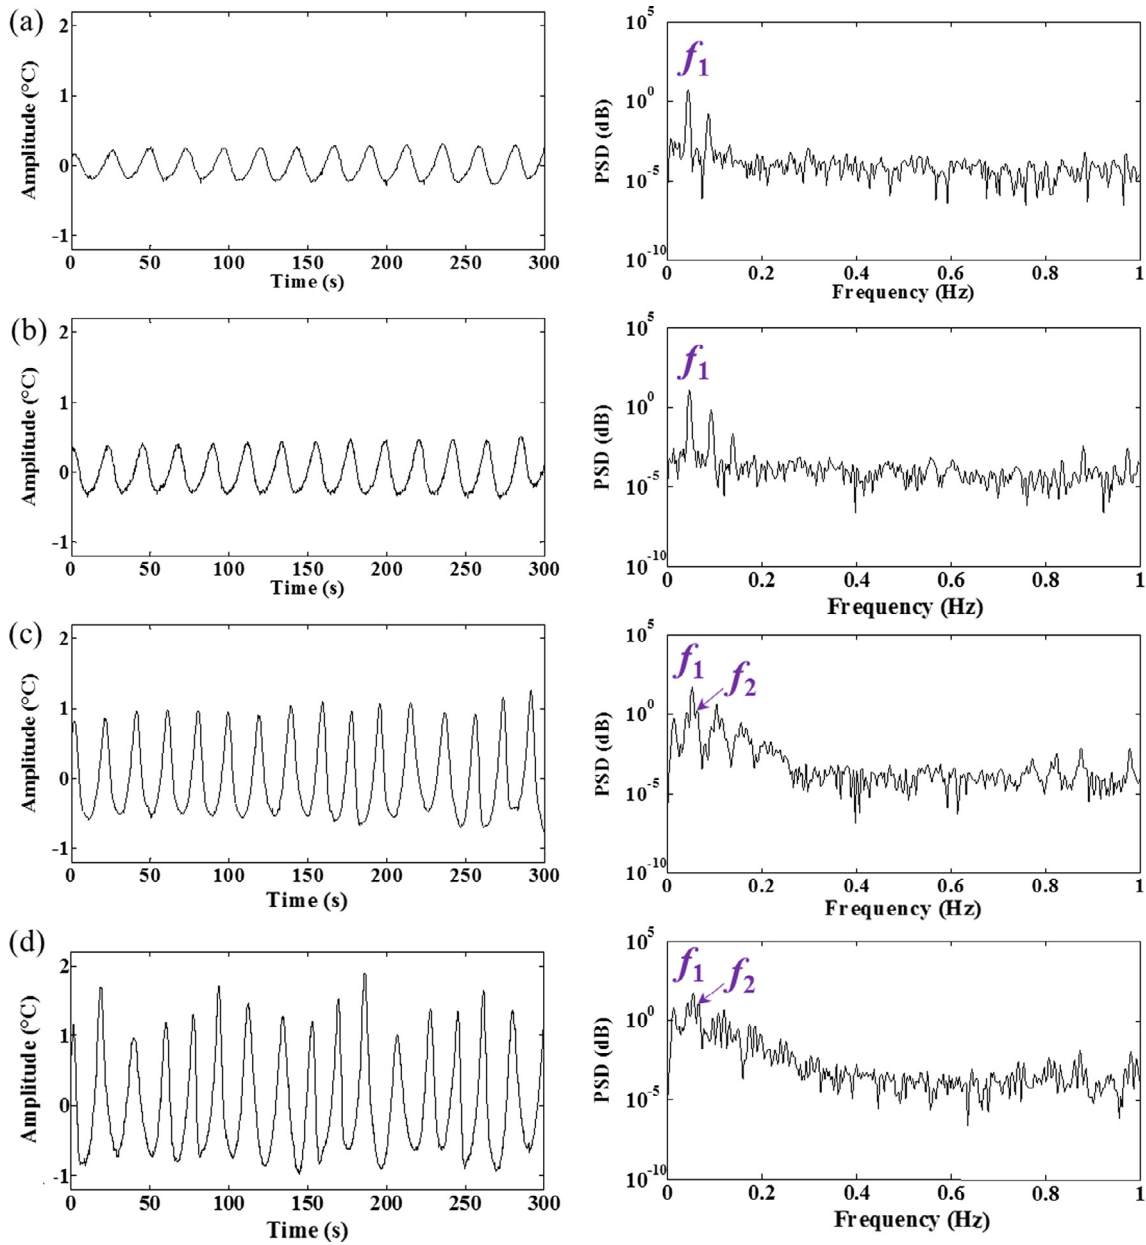 (a)
Amplitude (°C)
2
1
0
-1
0 50 100 150 200 250 300
Time (s)
PSD (dB)
10^5
10^0
10^-5
10^-10
f_1
0 0.2 0.4 0.6 0.8 1
Frequency (Hz)
(b)
Amplitude (°C)
2
1
0
-1
0 50 100 150 200 250 300
Time (s)
PSD (dB)
10^5
10^0
10^-5
10^-10
f_1
0 0.2 0.4 0.6 0.8 1
Frequency (Hz)
(c)
Amplitude (°C)
2
1
0
-1
0 50 100 150 200 250 300
Time (s)
PSD (dB)
10^5
10^0
10^-5
10^-10
f_1
f_2
0 0.2 0.4 0.6 0.8 1
Frequency (Hz)
(d)
Amplitude (°C)
2
1
0
-1
0 50 100 150 200 250 300
Time (s)
PSD (dB)
10^5
10^0
10^-5
10^-10
f_1
f_2
0 0.2 0.4 0.6 0.8 1
Frequency (Hz)